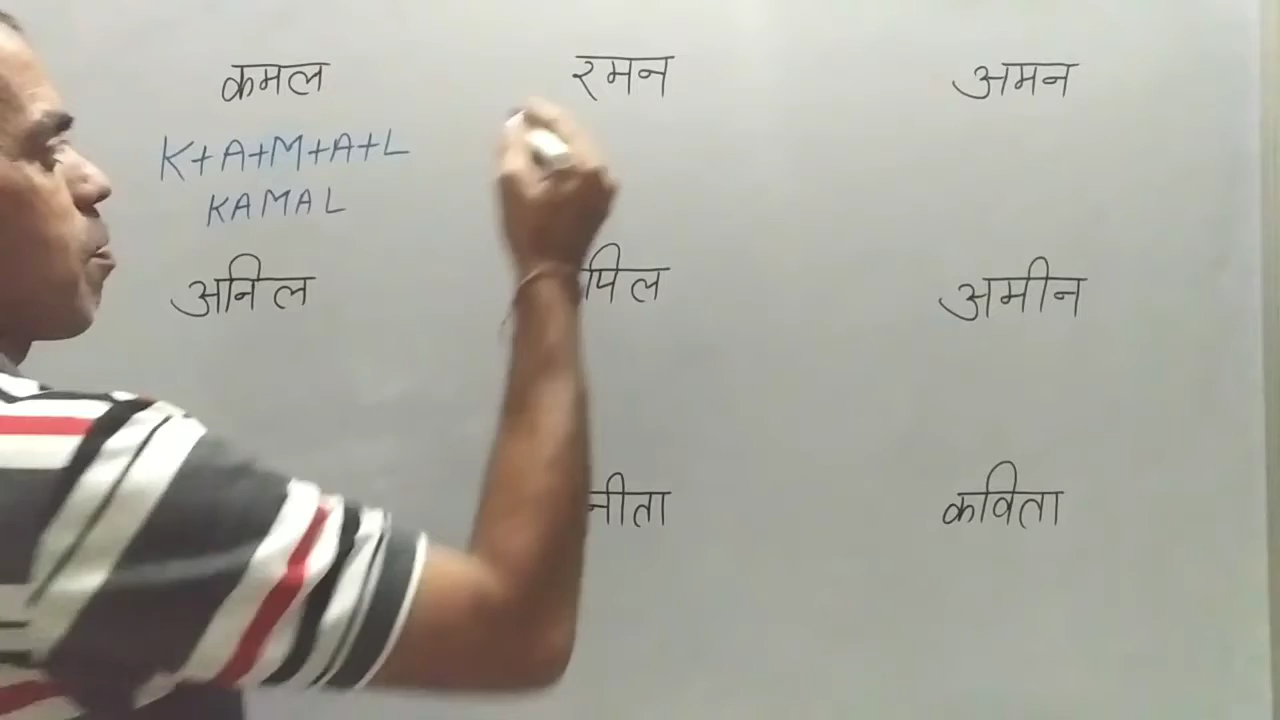 कमल रमन अमन
K+A+M+A+L
KAMAL
अनिल पिल अमीन
नीता कविता